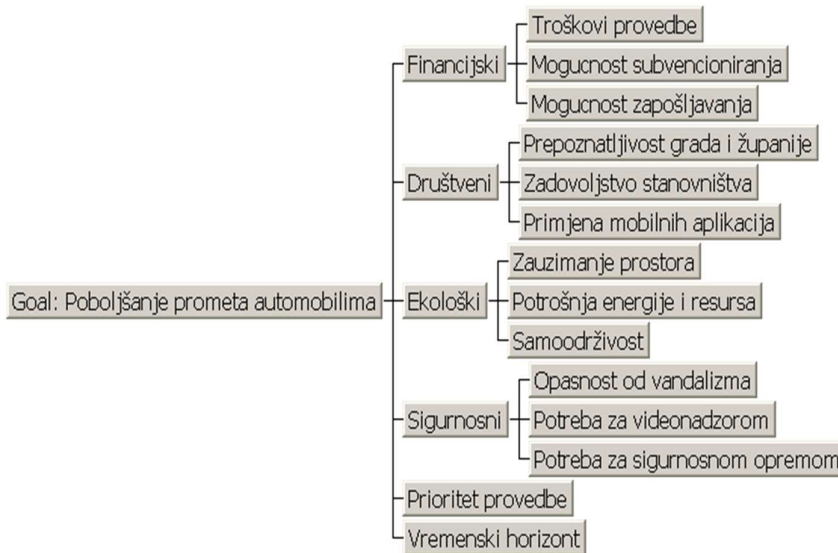 Goal: Poboljšanje prometa automobilima
Financijski
Troškovi provedbe
Mogucnost subvencioniranja
Mogucnost zapošljavanja
Društveni
Prepoznatljivost grada i županije
Zadovoljstvo stanovništva
Primjena mobilnih aplikacija
Ekološki
Zauzimanje prostora
Potrošnja energije i resursa
Samoodrživost
Sigurnosni
Opasnost od vandalizma
Potreba za videonadzorom
Potreba za sigurnosnom opremom
Prioritet provedbe
Vremenski horizont